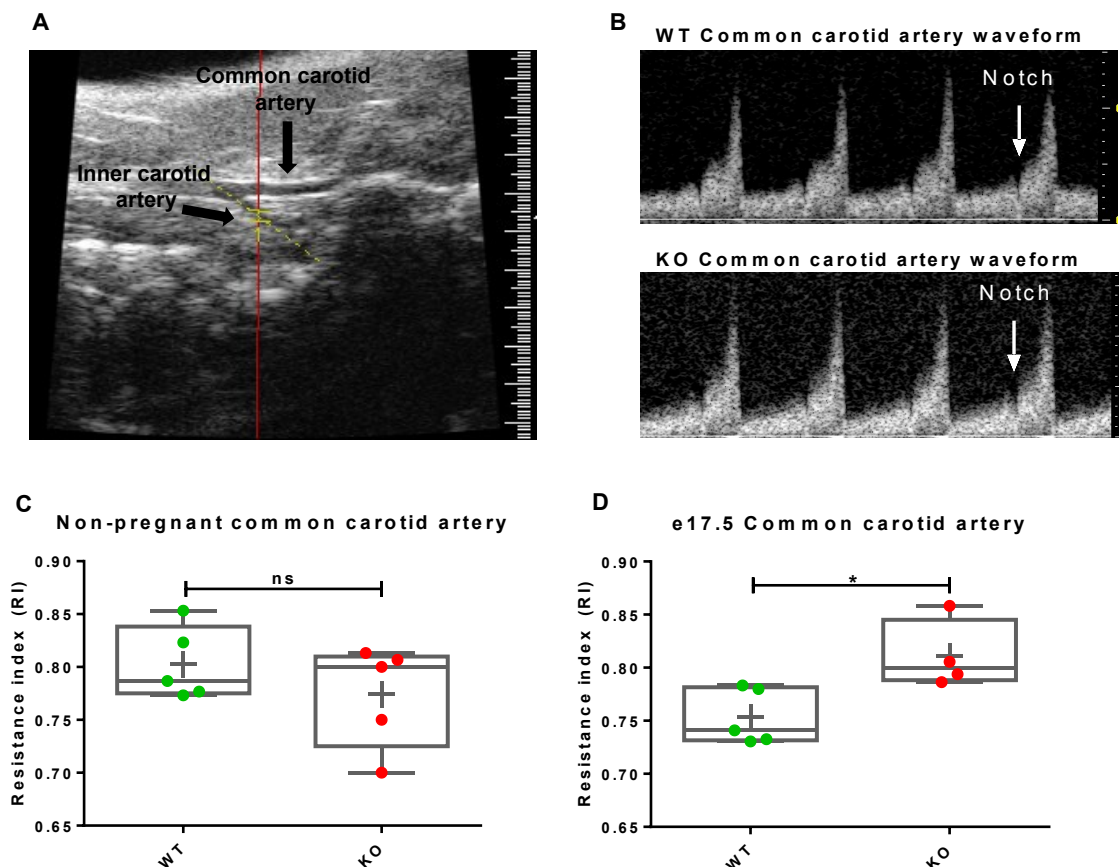 A
Common carotid
artery
Inner carotid
artery
B
WT Common carotid artery waveform
Notch
KO Common carotid artery waveform
Notch
C
Non-pregnant common carotid artery
Resistance index (RI)
0.90
0.85
0.80
0.75
0.70
0.65
ns
WT
KO
D
e17.5 Common carotid artery
Resistance index (RI)
0.90
0.85
0.80
0.75
0.70
0.65
*
WT
KO